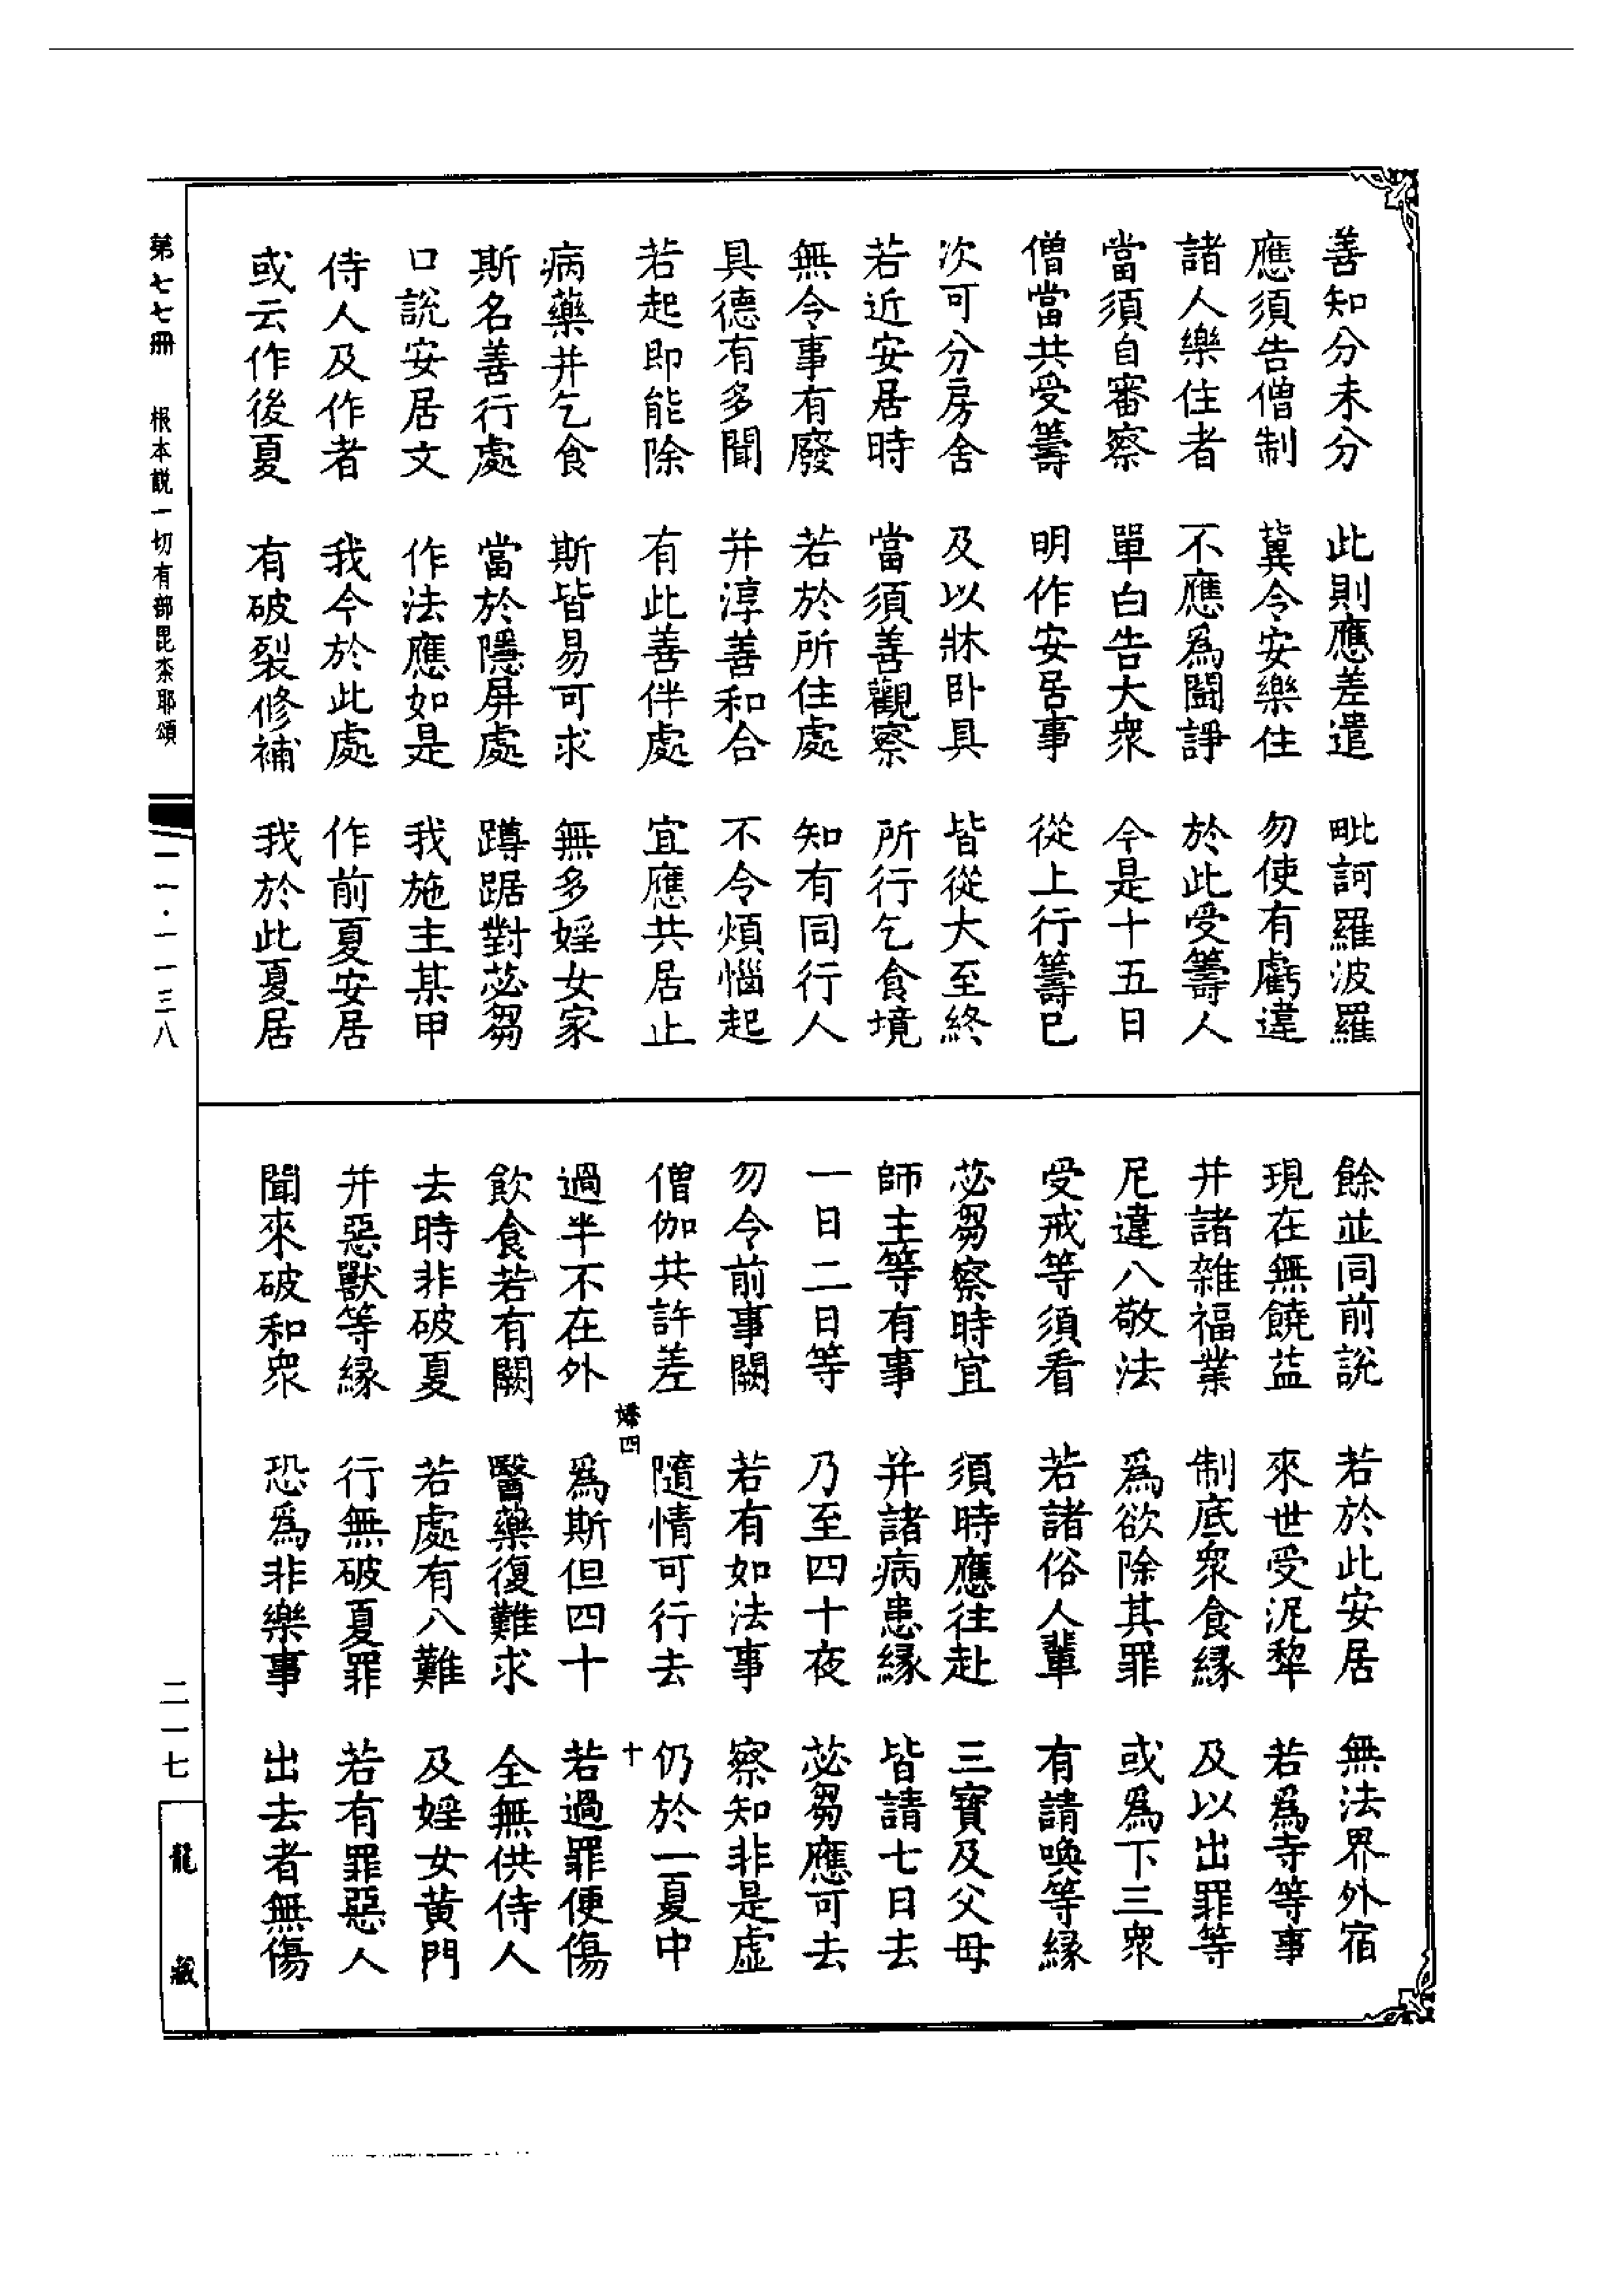 善知分未分　此則應差遣　毗訶羅波羅
應須告僧制　冀令安樂住　勿使有虧違
諸人樂住者　不應為鬪諍　於此受籌人
當須自審察　單白告大衆　今是十五日
僧當共受籌　明作安居事　從上行籌已
次可分房舍　及以牀卧具　皆從大至終
若近安居時　當須善觀察　所行乞食境
無令事有廢　若於所住處　知有同行人
具德有多聞　并淳善和合　不令煩惱起
若起即能除　有此善伴處　宜應共居止
病藥并乞食　斯皆易可求　無多婬女家
斯名善行處　當於隱屏處　蹲踞對苾芻
口說安居文　作法應如是　我施主某甲
侍人及作者　我今於此處　作前夏安居
或云作後夏　有破裂修補　我於此夏居
餘並同前說　若於此安居　無法界外宿
現在無饒益　來世受泥犂　若為寺等事
并諸雜福業　制底衆食縁　及以出罪等
尼違八敬法　爲欲除其罪　或爲下三衆
受戒等須看　若諸俗人輩　有請喚等縁
苾芻察時宜　須時應往赴　三寶及父母
師主等有事　并諸病患縁　皆請七日去
一日二日等　乃至四十夜　苾芻應可去
勿令前事闕　若有如法事　察知非是虛
僧伽共許差　隨情可行去　仍於一夏中
婦四　十
過半不在外　爲斯但四十　若過罪便傷
飲食若有闕　醫藥復難求　全無供侍人
去時非破夏　若處有八難　及婬女黄門
并惡獸等縁　行無破夏罪　若有罪惡人
聞來破和衆　恐爲非樂事　出去者無傷
第七七冊　根本説一切有部毘柰耶頌　一一・一一三八
二一七　龍藏